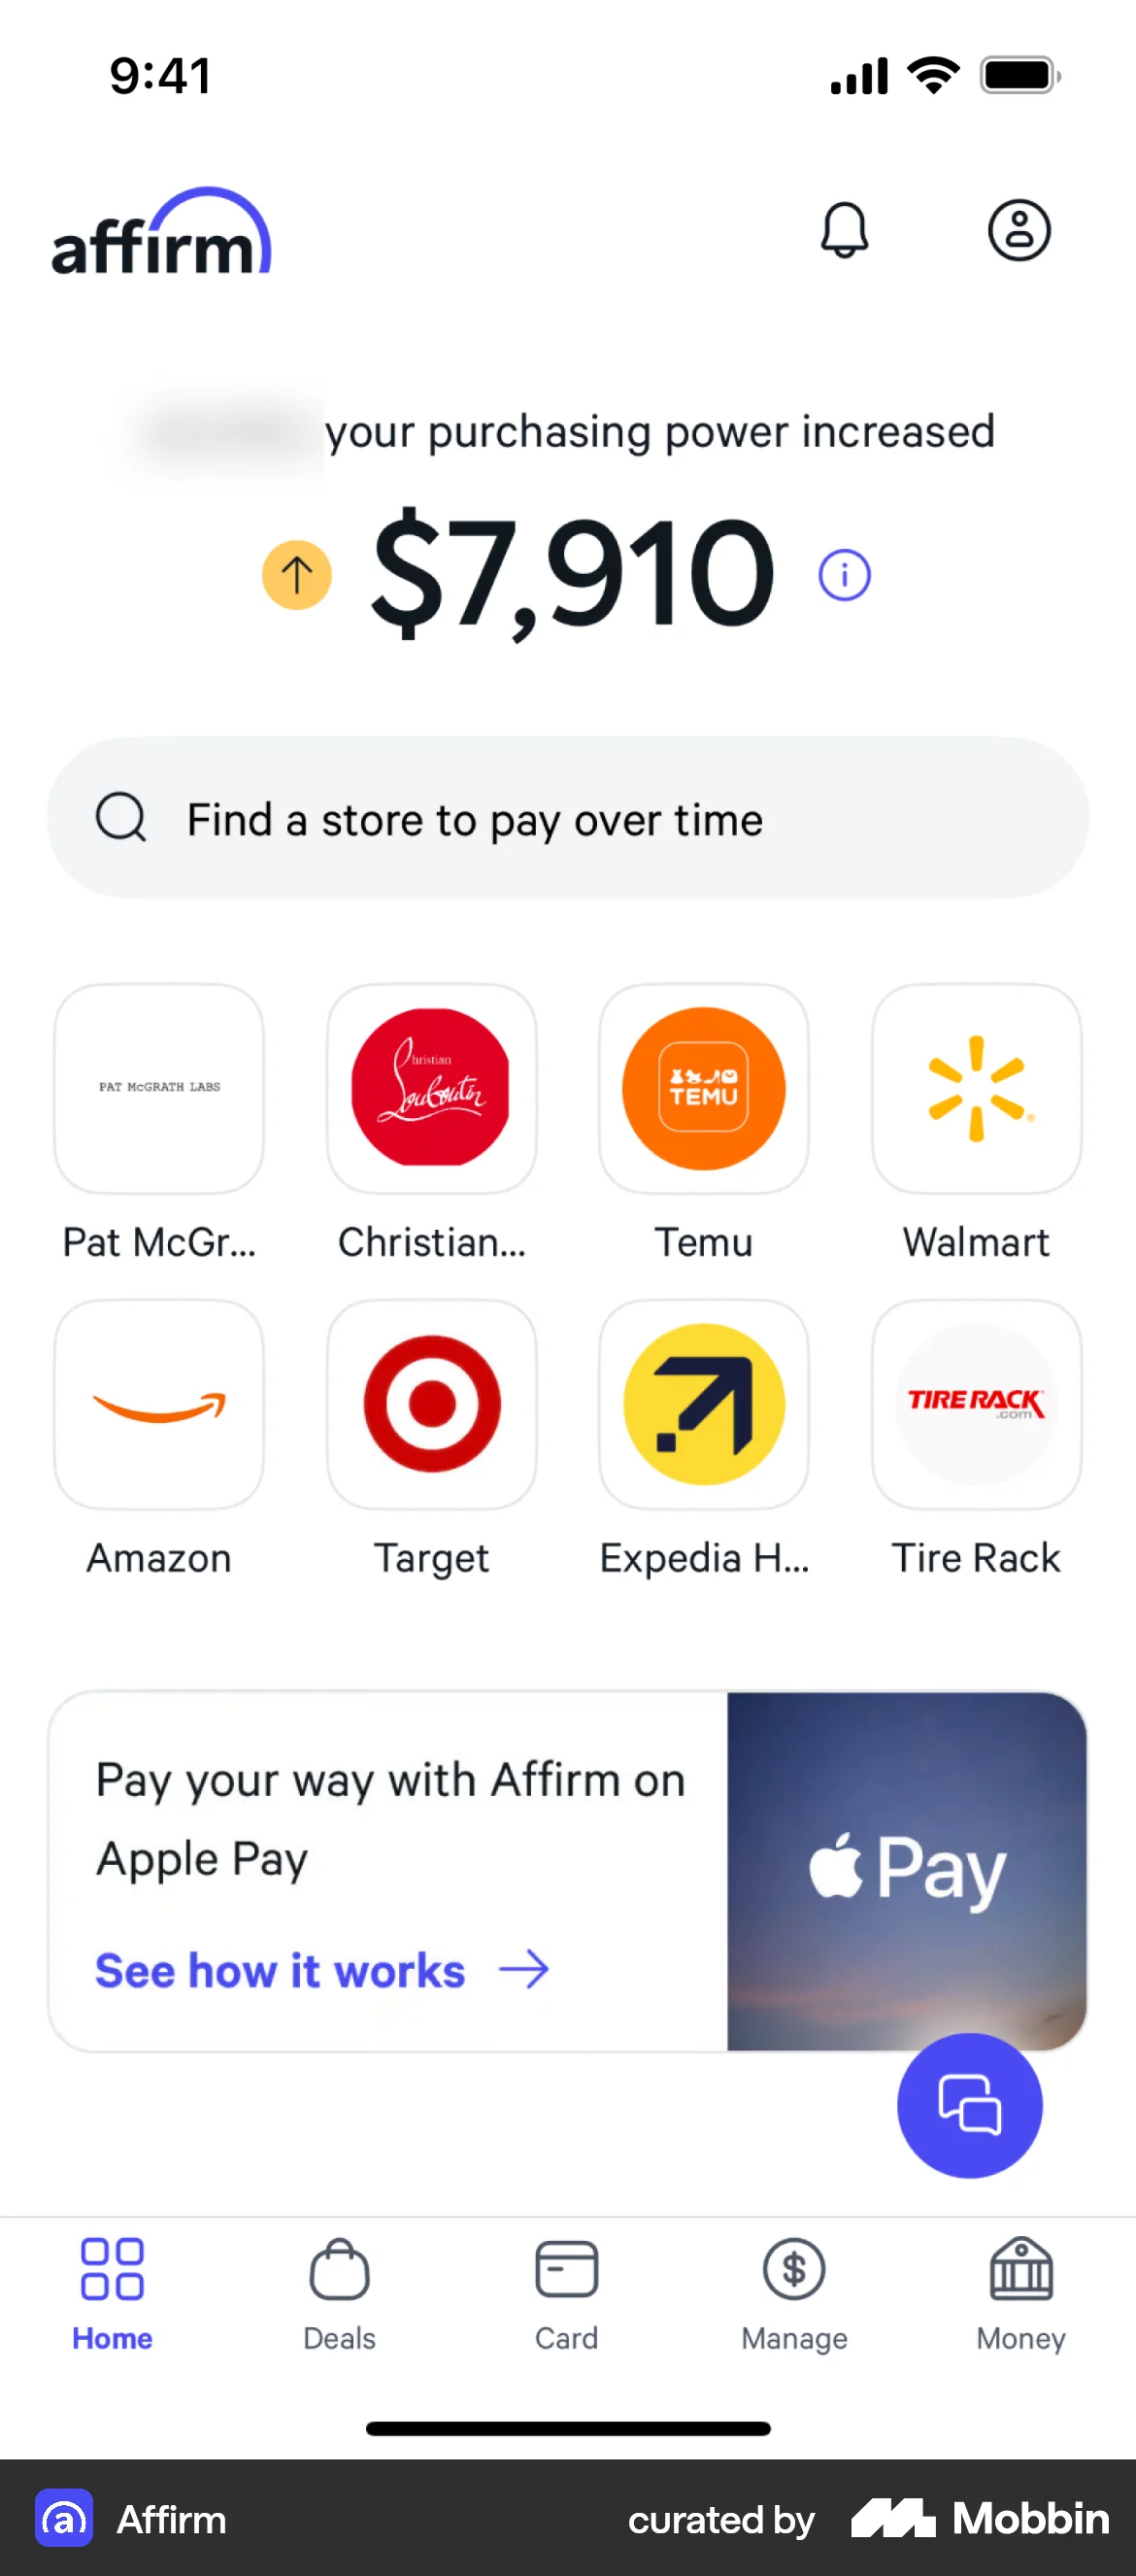 9:41
affirm
your purchasing power increased
$7,910
Find a store to pay over time
PAT McGRATH LABS
Christian
Louboutin
TEMU
Pat McGr...
Christian...
Temu
Walmart
TIRE RACK
.com
Amazon
Target
Expedia H...
Tire Rack
Pay your way with Affirm on
Apple Pay
See how it works
Pay
Home
Deals
Card
Manage
Money
Affirm
curated by
Mobbin